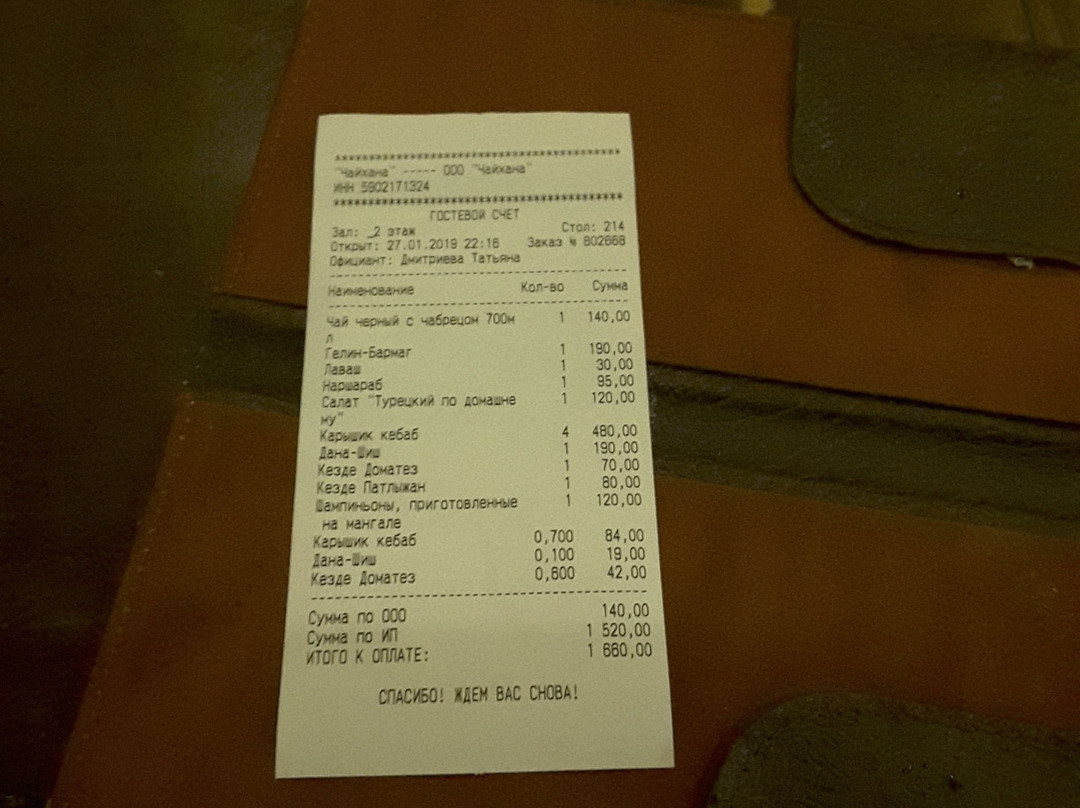 ****************************************
"Чайхана" ----- ООО "Чайхана"
ИНН 5902171324
****************************************
ГОСТЕВОЙ СЧЕТ
Зал: _2 этаж Стол: 214
Открыт: 27.01.2019 22:16 Заказ № 802668
Официант: Дмитриева Татьяна
----------------------------------------
Наименование Кол-во Сумма
----------------------------------------
Чай черный с чабрецом 700м 1 140,00
л
Гелин-Бармаг 1 190,00
Лаваш 1 30,00
Наршараб 1 95,00
Салат "Турецкий по домашне 1 120,00
му"
Карышик кебаб 4 480,00
Дана-Шиш 1 190,00
Кезде Доматез 1 70,00
Кезде Патлыжан 1 80,00
Шампиньоны, приготовленные 1 120,00
на мангале
Карышик кебаб 0,700 84,00
Дана-Шиш 0,100 19,00
Кезде Доматез 0,600 42,00
----------------------------------------
Сумма по ООО 140,00
Сумма по ИП 1 520,00
ИТОГО К ОПЛАТЕ: 1 660,00
СПАСИБО! ЖДЕМ ВАС СНОВА!